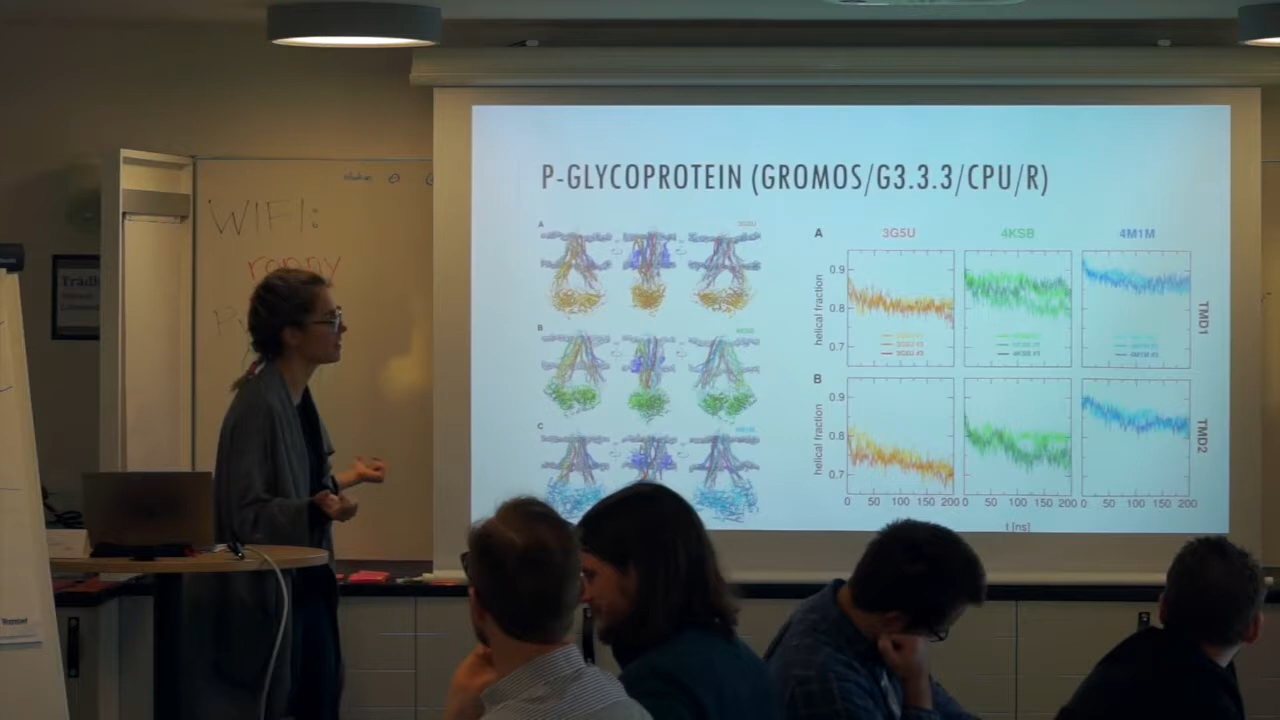 WIFI:
ronny
P-GLYCOPROTEIN (GROMOS/G3.3.3/CPU/R)
A
3G5U
B
C
A
3G5U
4KSB
4M1M
helical fraction
0.9
0.8
0.7
TMD1
B
helical fraction
0.9
0.8
0.7
TMD2
0 50 100 150 200 0 50 100 150 200 0 50 100 150 200
t [ns]